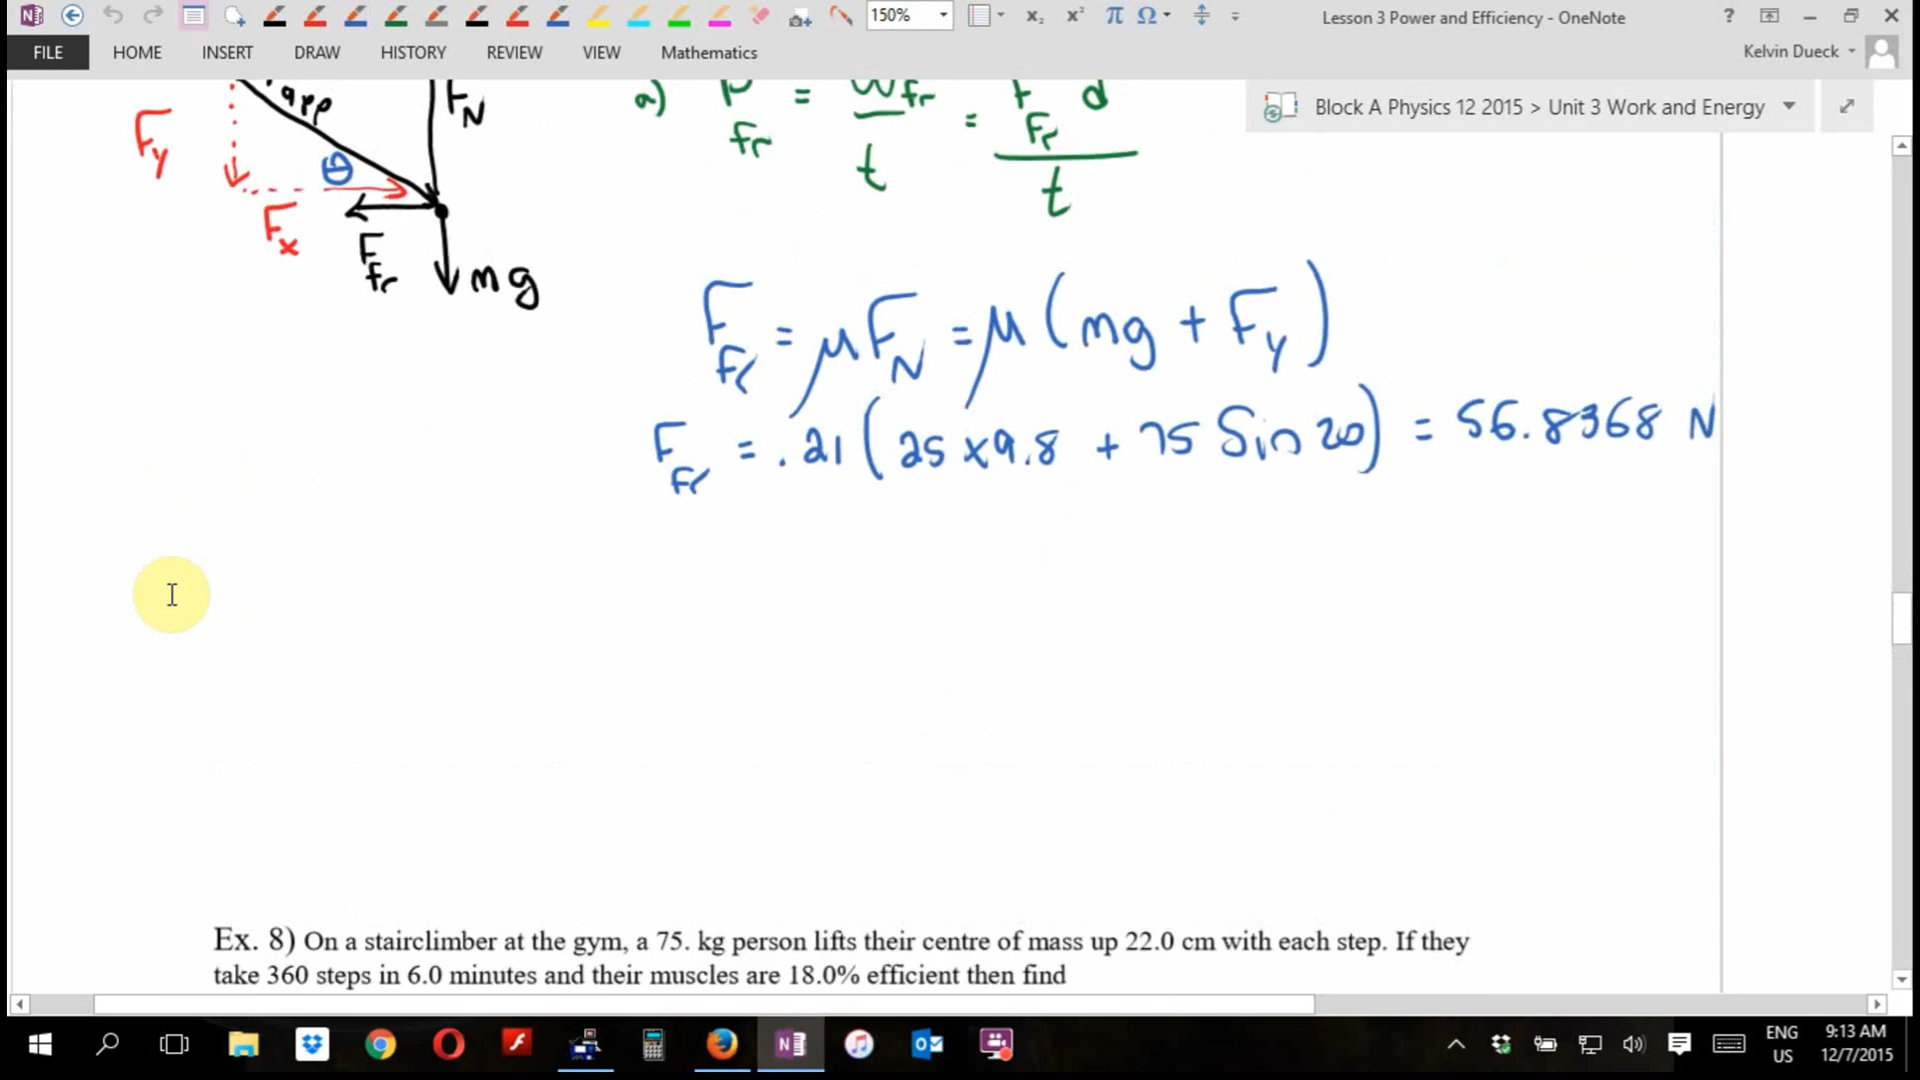 150%
x₂ x² π Ω
Lesson 3 Power and Efficiency - OneNote
?
FILE HOME INSERT DRAW HISTORY REVIEW VIEW Mathematics
Kelvin Dueck
Block A Physics 12 2015 > Unit 3 Work and Energy
app
F_N
F_y
θ
F_x
F_fr
mg
a) P_fr = W_fr / t = F_Fr d / t
F_Fr = μF_N = μ(mg + F_y)
F_Fr = .21(25 x 9.8 + 75 Sin 20) = 56.8368 N
Ex. 8) On a stairclimber at the gym, a 75. kg person lifts their centre of mass up 22.0 cm with each step. If they
take 360 steps in 6.0 minutes and their muscles are 18.0% efficient then find
ENG
US
9:13 AM
12/7/2015